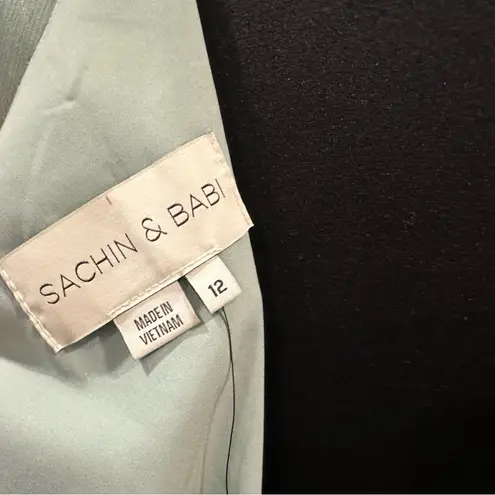 SACHIN & BABI
12
MADE IN
VIETNAM